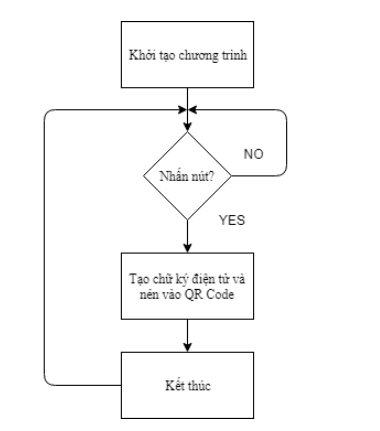 Khởi tạo chương trình
NO
Nhấn nút?
YES
Tạo chữ ký điện tử và
nén vào QR Code
Kết thúc